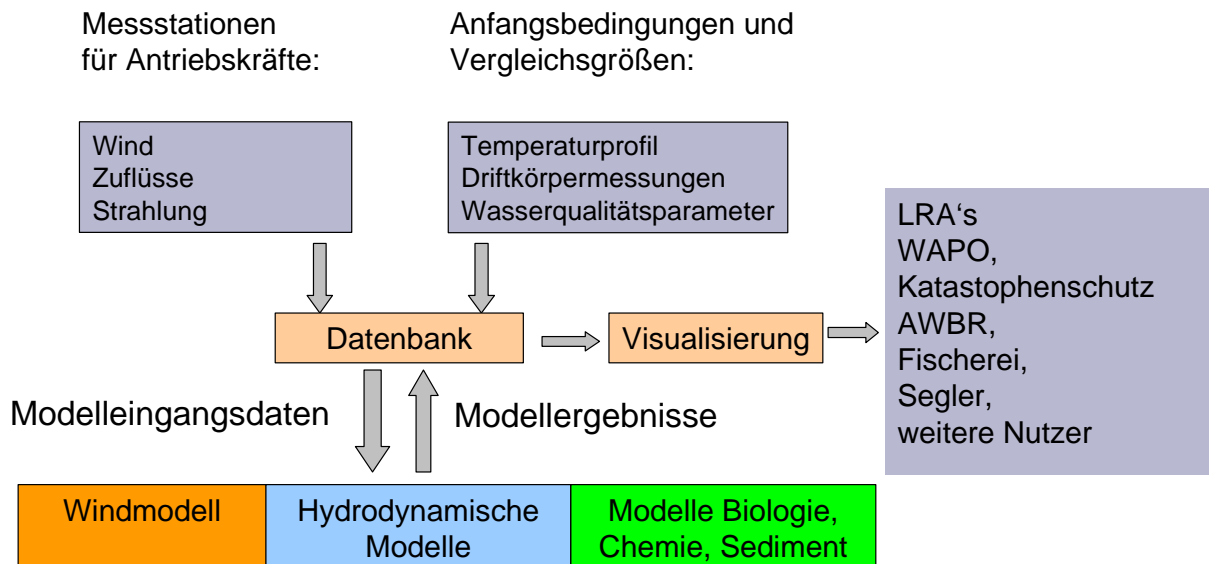 Messstationen
für Antriebskräfte:
Anfangsbedingungen und
Vergleichsgrößen:
Wind
Zuflüsse
Strahlung
Temperaturprofil
Driftkörpermessungen
Wasserqualitätsparameter
LRA‘s
WAPO,
Katastophenschutz
AWBR,
Fischerei,
Segler,
weitere Nutzer
Datenbank
Visualisierung
Modelleingangsdaten
Modellergebnisse
Windmodell
Hydrodynamische
Modelle
Modelle Biologie,
Chemie, Sediment